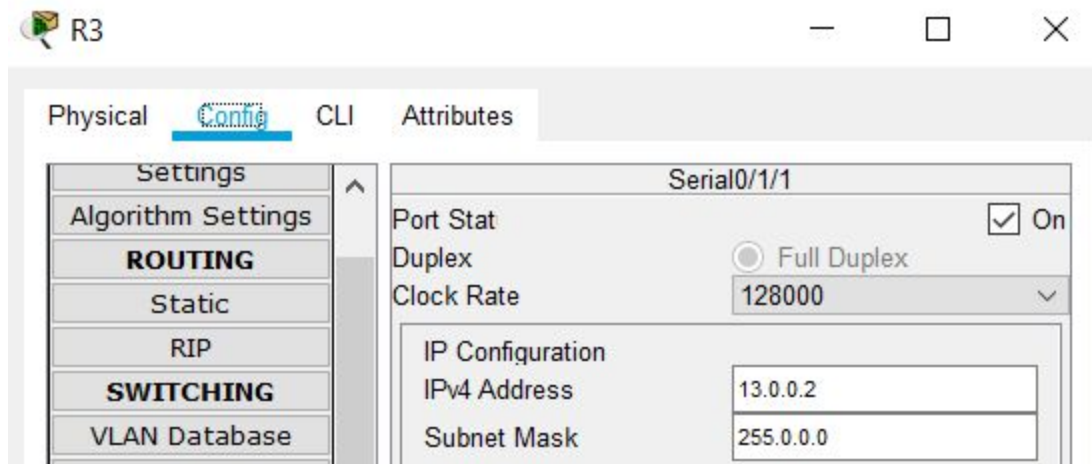 R3
Physical Config CLI Attributes
Settings
Algorithm Settings
ROUTING
Static
RIP
SWITCHING
VLAN Database
Serial0/1/1
Port Stat On
Duplex Full Duplex
Clock Rate 128000
IP Configuration
IPv4 Address 13.0.0.2
Subnet Mask 255.0.0.0